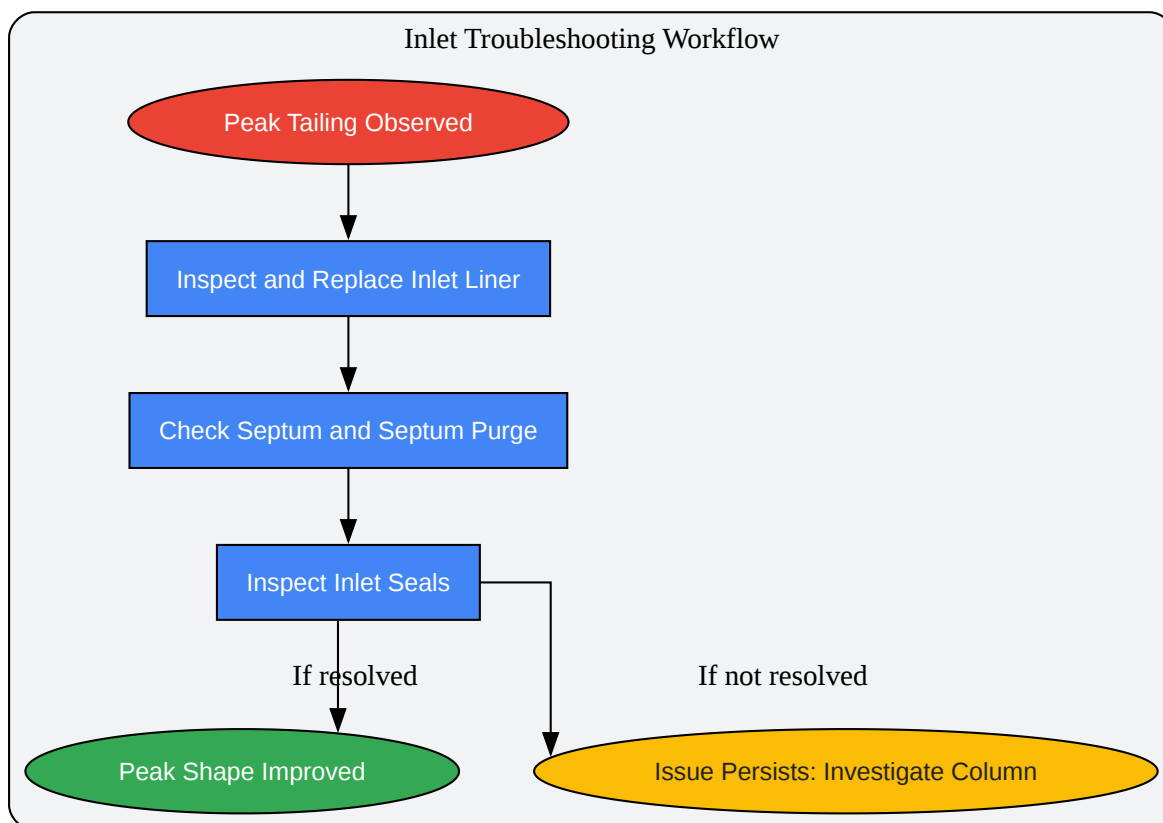 Inlet Troubleshooting Workflow
Peak Tailing Observed
Inspect and Replace Inlet Liner
Check Septum and Septum Purge
Inspect Inlet Seals
If resolved
If not resolved
Peak Shape Improved
Issue Persists: Investigate Column